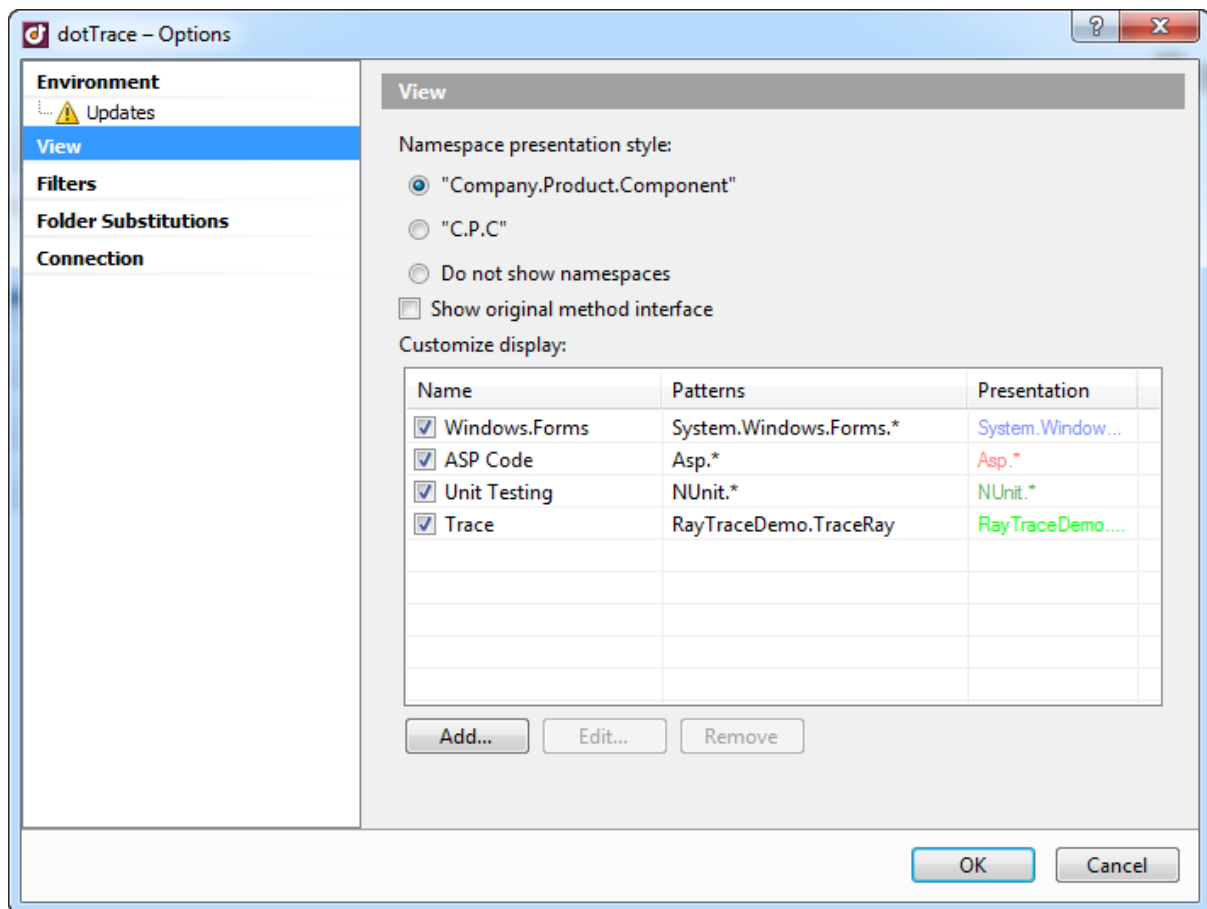 dotTrace – Options
Environment
Updates
View
Filters
Folder Substitutions
Connection
View
Namespace presentation style:
"Company.Product.Component"
"C.P.C"
Do not show namespaces
Show original method interface
Customize display:
Name Patterns Presentation
Windows.Forms System.Windows.Forms.* System.Window...
ASP Code Asp.* Asp.*
Unit Testing NUnit.* NUnit.*
Trace RayTraceDemo.TraceRay RayTraceDemo....
Add... Edit... Remove
OK Cancel